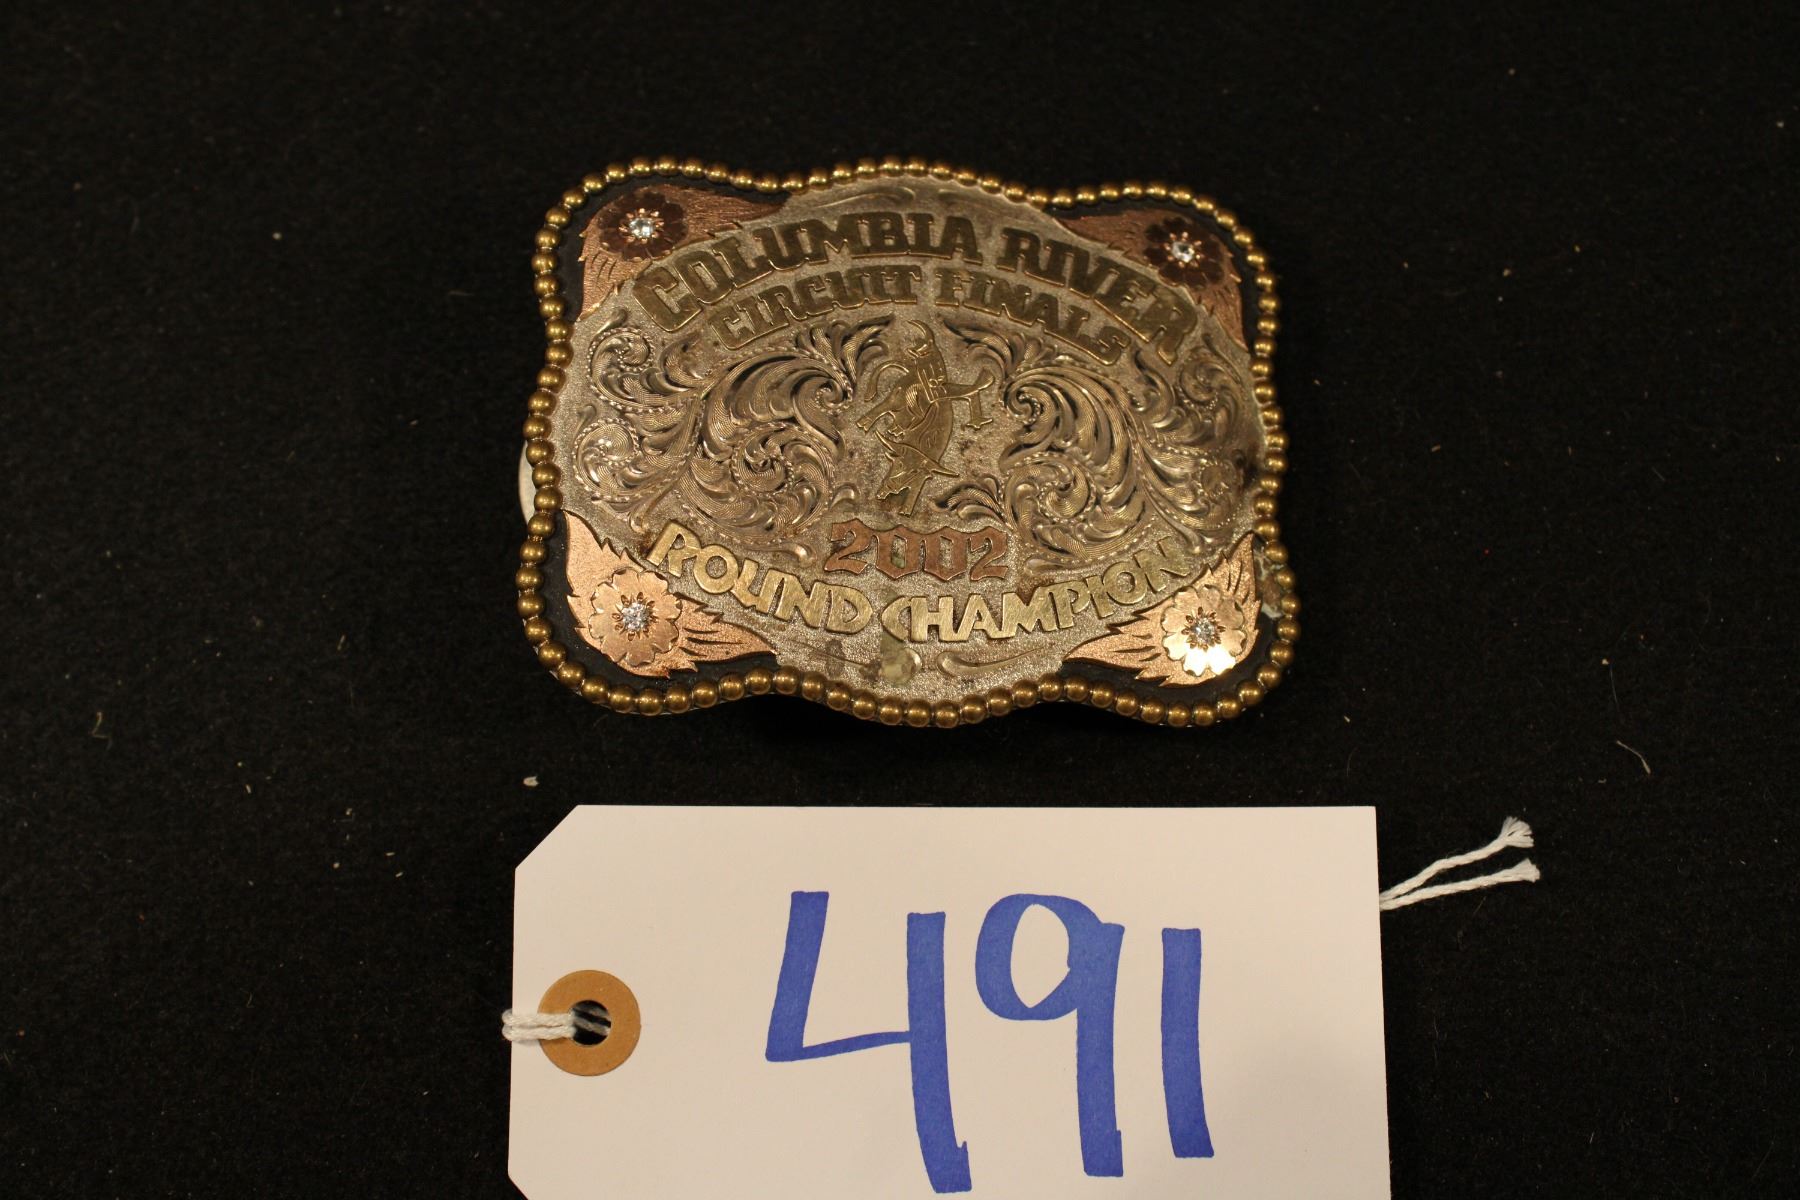 COLUMBIA RIVER
CIRCUIT FINALS
2002
ROUND CHAMPION
491